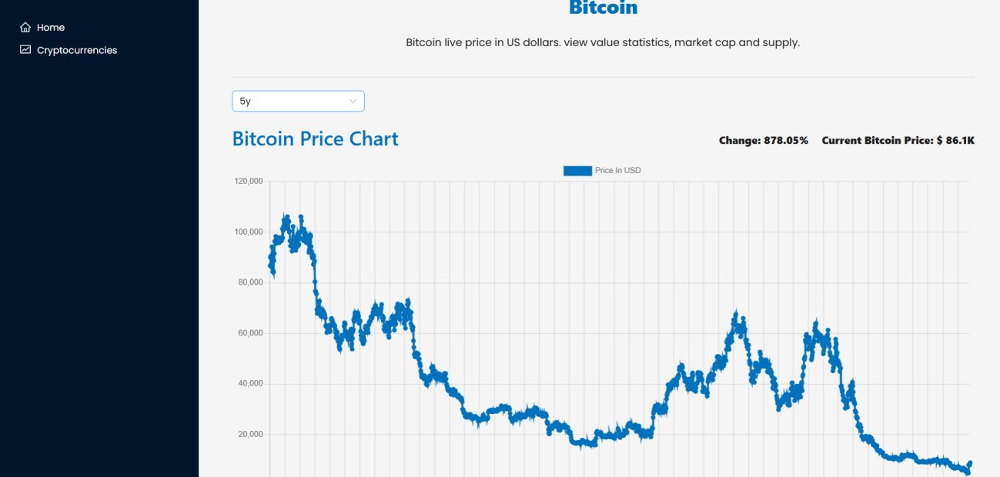 Bitcoin
Home
Cryptocurrencies
Bitcoin live price in US dollars. view value statistics, market cap and supply.
5y
Bitcoin Price Chart
Change: 878.05% Current Bitcoin Price: $ 86.1K
Price In USD
120,000
100,000
80,000
60,000
40,000
20,000